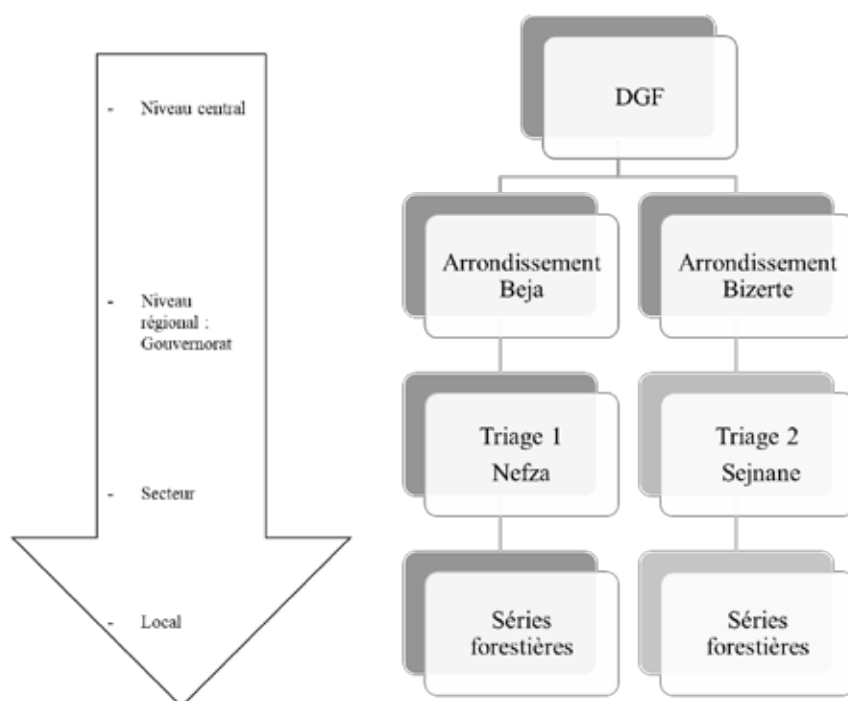 - Niveau central
- Niveau
régional :
Gouvernorat
- Secteur
- Local
DGF
Arrondissement
Beja
Arrondissement
Bizerte
Triage 1
Nefza
Triage 2
Sejnane
Séries
forestières
Séries
forestières